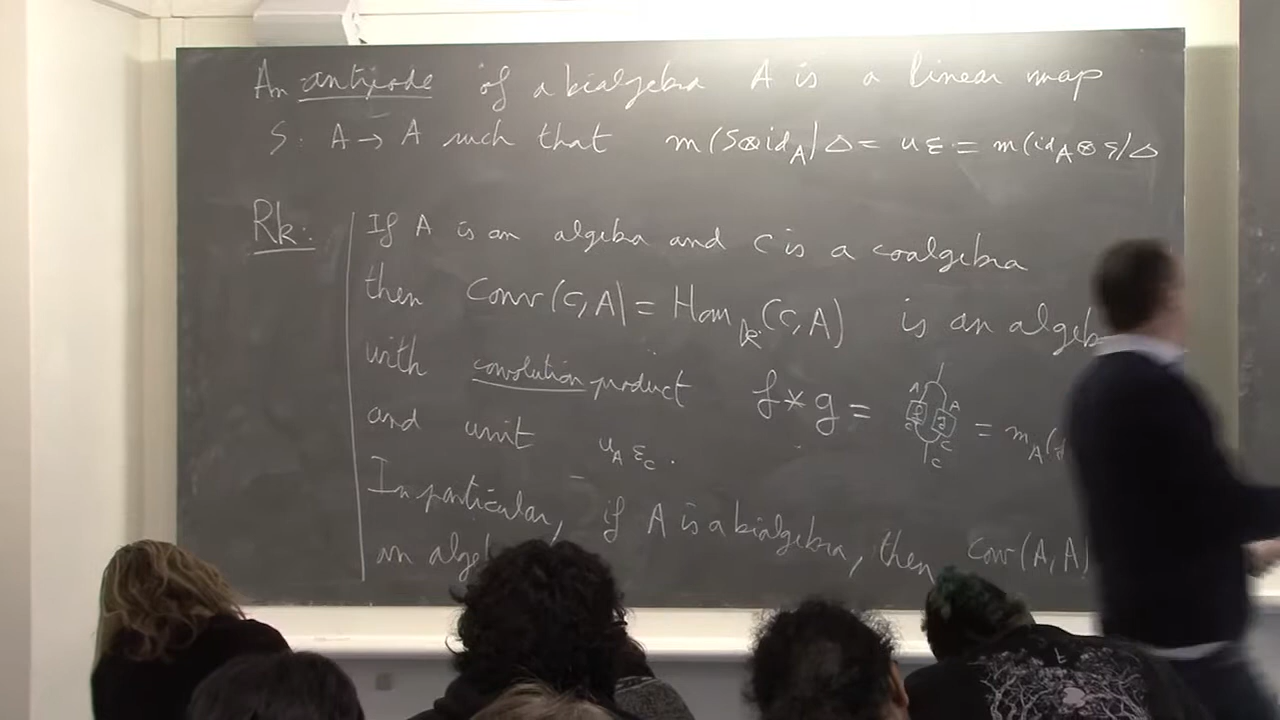 An antipode of a bialgebra A is a linear map
S: A → A such that m(S⊗id_A)Δ = uε = m(id_A⊗S)Δ
Rk: If A is an algebra and C is a coalgebra
then Conv(C,A) = Hom_k(C,A) is an algeb
with convolution product f * g = = m_A(
and unit u_A ε_C.
In particular, if A is a bialgebra, then Conv(A,A)
an alge